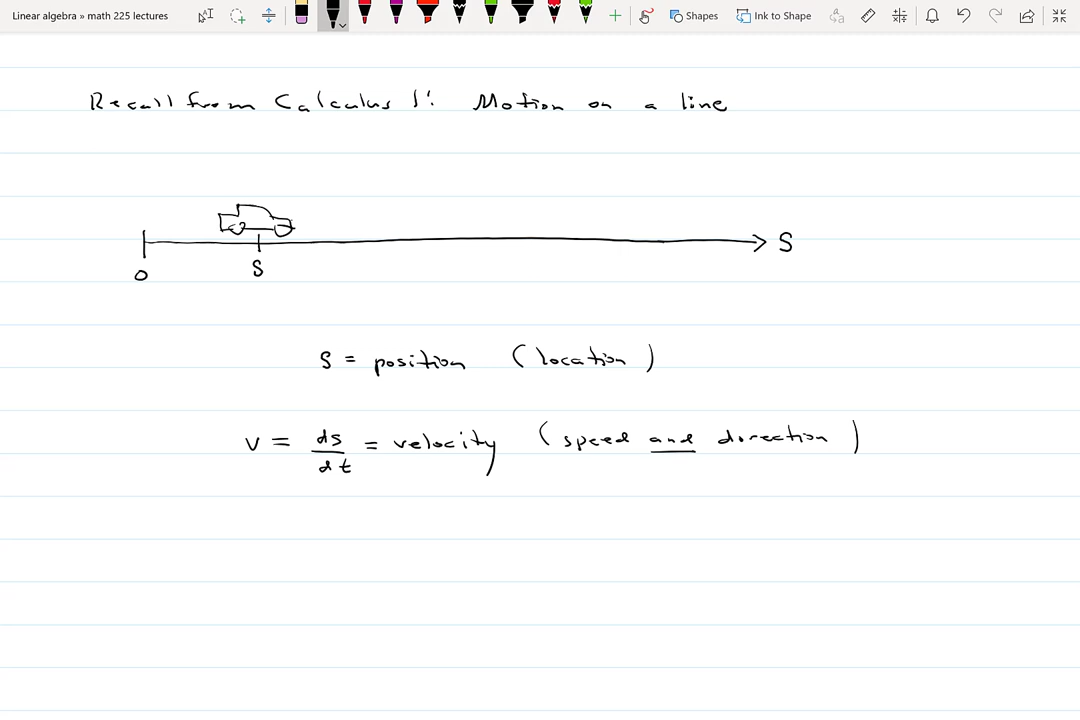 Linear algebra » math 225 lectures
Shapes
Ink to Shape
Recall from Calculus 1: Motion on a line
S
0
S
S = position (location)
v = ds/dt = velocity (speed and direction)